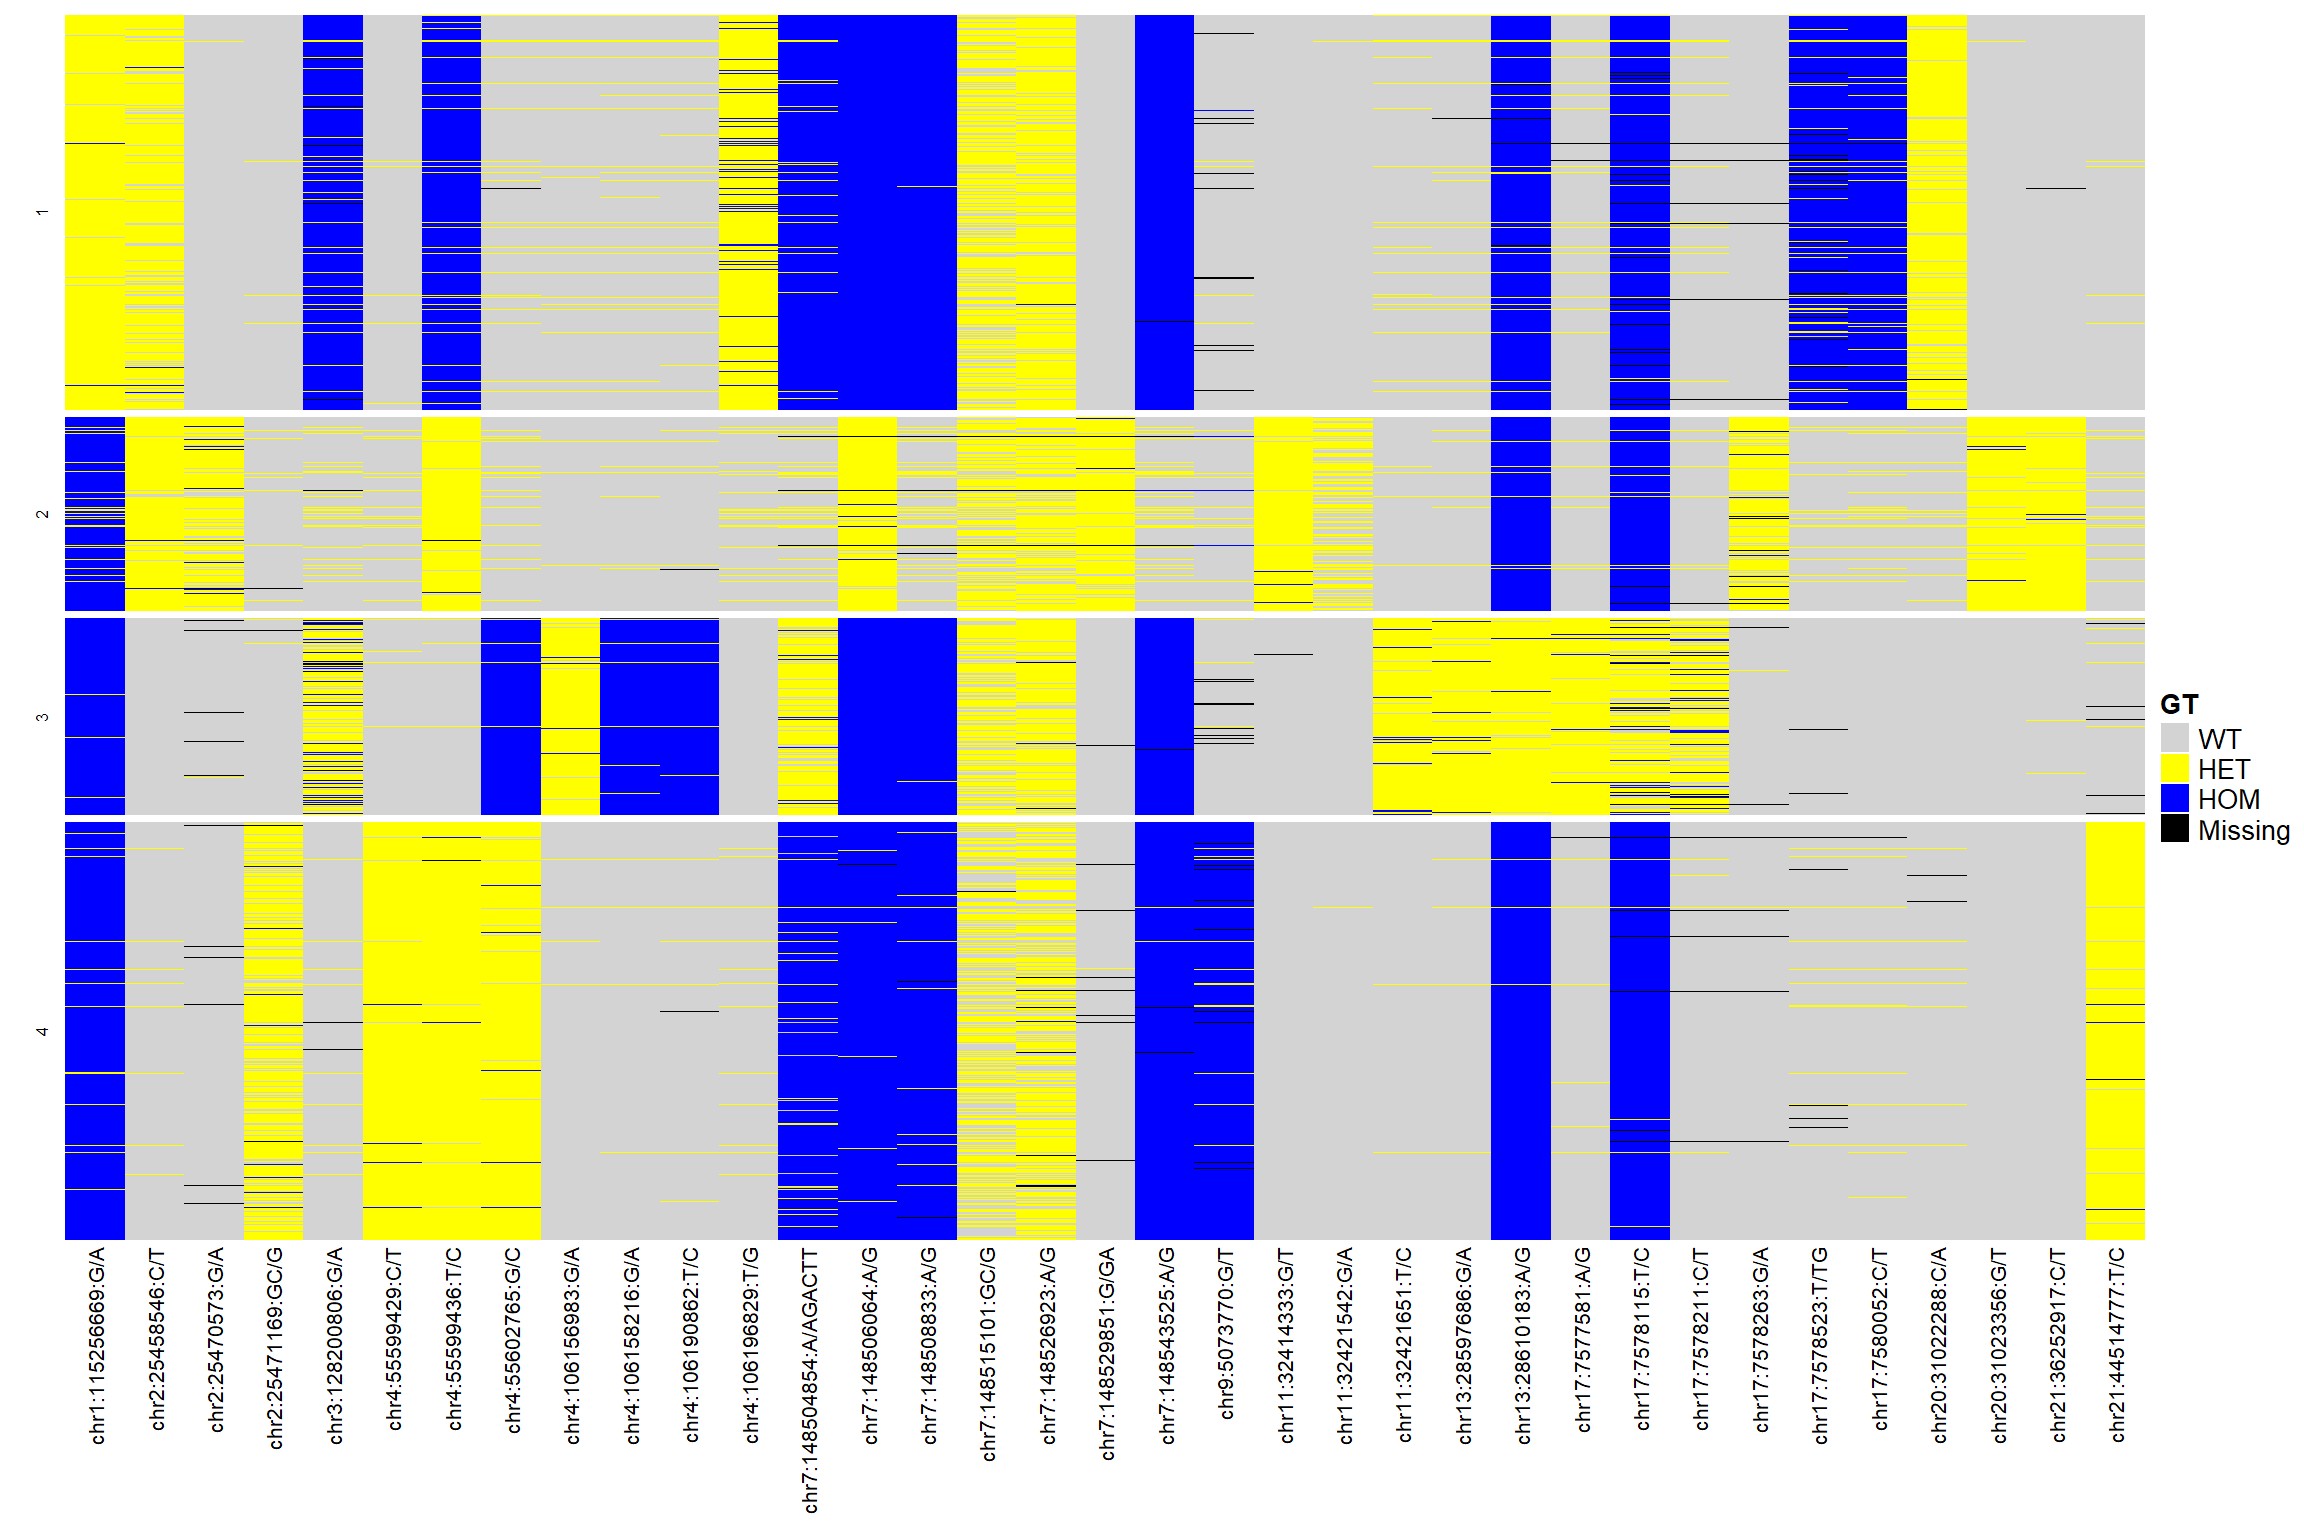 1
2
3
4
GT
WT
HET
HOM
Missing
chr1:115256669:G/A
chr2:25458546:C/T
chr2:25470573:G/A
chr2:25471169:GC/G
chr3:128200806:G/A
chr4:55599429:C/T
chr4:55599436:T/C
chr4:55602765:G/C
chr4:106156983:G/A
chr4:106158216:G/A
chr4:106190862:T/C
chr4:106196829:T/G
chr7:148504854:A/AGACTT
chr7:148506064:A/G
chr7:148508833:A/G
chr7:148515101:GC/G
chr7:148526923:A/G
chr7:148529851:G/GA
chr7:148543525:A/G
chr9:5073770:G/T
chr11:32414333:G/T
chr11:32421542:G/A
chr11:32421651:T/C
chr13:28597686:G/A
chr13:28610183:A/G
chr17:7577581:A/G
chr17:7578115:T/C
chr17:7578211:C/T
chr17:7578263:G/A
chr17:7578523:T/TG
chr17:7580052:C/T
chr20:31022288:C/A
chr20:31023356:G/T
chr21:36252917:C/T
chr21:44514777:T/C